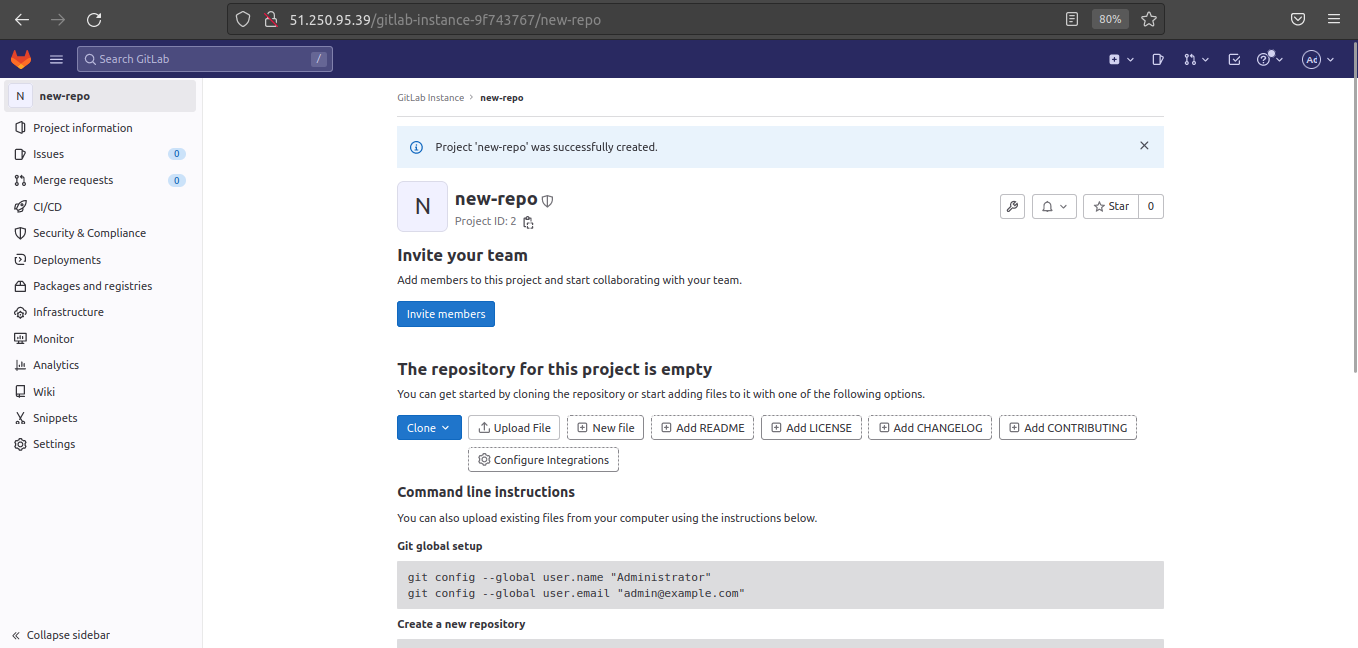 51.250.95.39/gitlab-instance-9f743767/new-repo
80%
Search GitLab
/
N new-repo
Project information
Issues 0
Merge requests 0
CI/CD
Security & Compliance
Deployments
Packages and registries
Infrastructure
Monitor
Analytics
Wiki
Snippets
Settings
Collapse sidebar
GitLab Instance new-repo
Project 'new-repo' was successfully created.
N
new-repo
Project ID: 2
Star 0
Invite your team
Add members to this project and start collaborating with your team.
Invite members
The repository for this project is empty
You can get started by cloning the repository or start adding files to it with one of the following options.
Clone Upload File New file Add README Add LICENSE Add CHANGELOG Add CONTRIBUTING
Configure Integrations
Command line instructions
You can also upload existing files from your computer using the instructions below.
Git global setup
git config --global user.name "Administrator"
git config --global user.email "admin@example.com"
Create a new repository